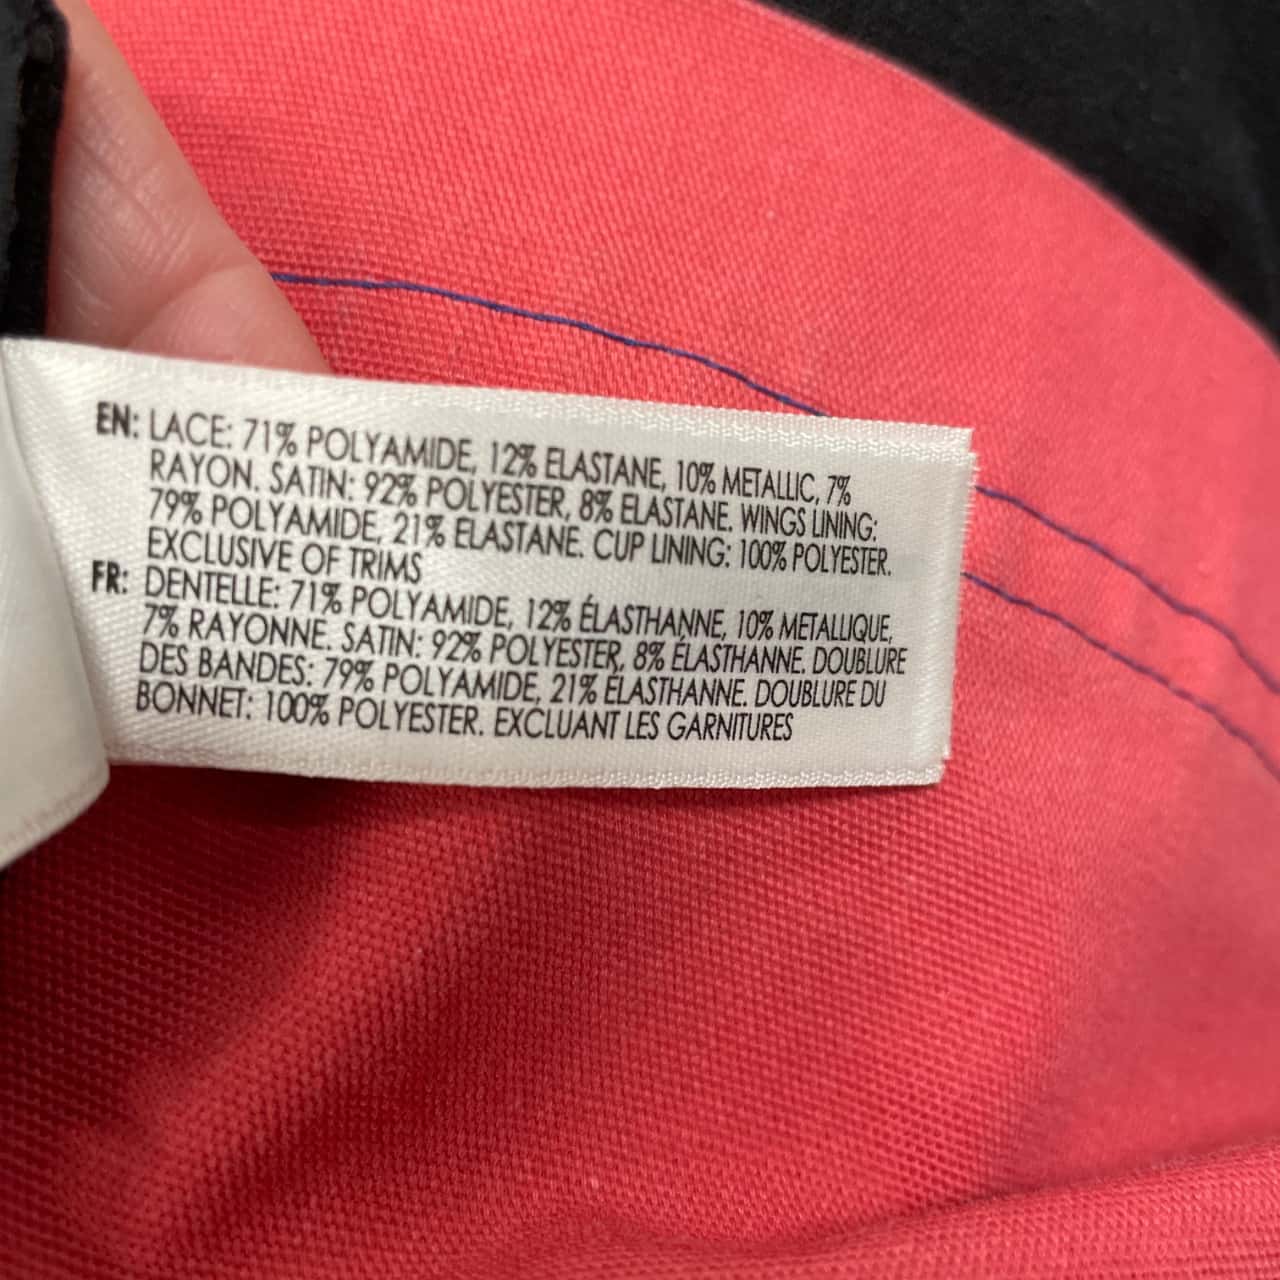 EN: LACE: 71% POLYAMIDE, 12% ELASTANE, 10% METALLIC, 7%
RAYON. SATIN: 92% POLYESTER, 8% ELASTANE. WINGS LINING:
79% POLYAMIDE, 21% ELASTANE. CUP LINING: 100% POLYESTER.
EXCLUSIVE OF TRIMS
FR: DENTELLE: 71% POLYAMIDE, 12% ÉLASTHANNE, 10% METALLIQUE,
7% RAYONNE. SATIN: 92% POLYESTER, 8% ÉLASTHANNE. DOUBLURE
DES BANDES: 79% POLYAMIDE, 21% ÉLASTHANNE. DOUBLURE DU
BONNET: 100% POLYESTER. EXCLUANT LES GARNITURES